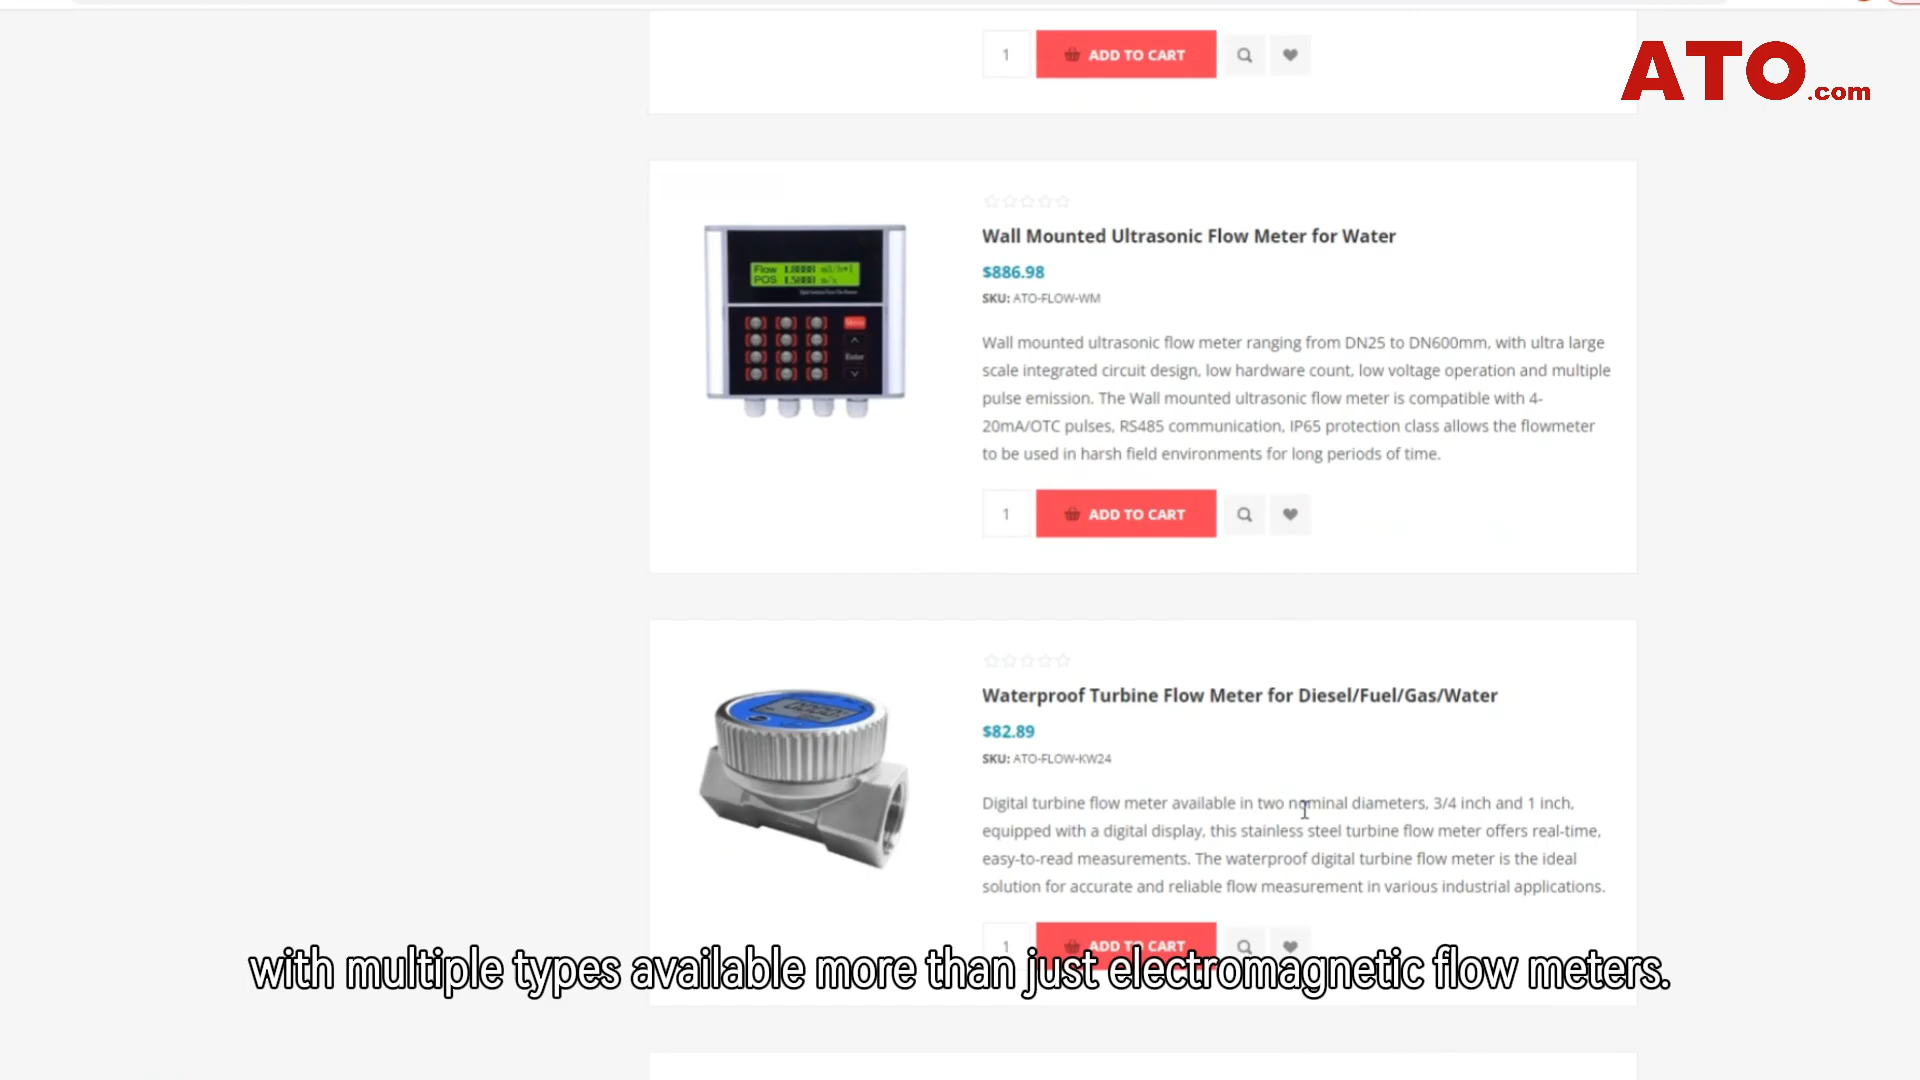 1
ADD TO CART
ATO.com
Wall Mounted Ultrasonic Flow Meter for Water
$886.98
SKU: ATO-FLOW-WM
Wall mounted ultrasonic flow meter ranging from DN25 to DN600mm, with ultra large
scale integrated circuit design, low hardware count, low voltage operation and multiple
pulse emission. The Wall mounted ultrasonic flow meter is compatible with 4-
20mA/OTC pulses, RS485 communication, IP65 protection class allows the flowmeter
to be used in harsh field environments for long periods of time.
Flow
POS
Menu
Enter
1
ADD TO CART
Waterproof Turbine Flow Meter for Diesel/Fuel/Gas/Water
$82.89
SKU: ATO-FLOW-KW24
Digital turbine flow meter available in two nominal diameters, 3/4 inch and 1 inch,
equipped with a digital display, this stainless steel turbine flow meter offers real-time,
easy-to-read measurements. The waterproof digital turbine flow meter is the ideal
solution for accurate and reliable flow measurement in various industrial applications.
1
ADD TO CART
with multiple types available more than just electromagnetic flow meters.